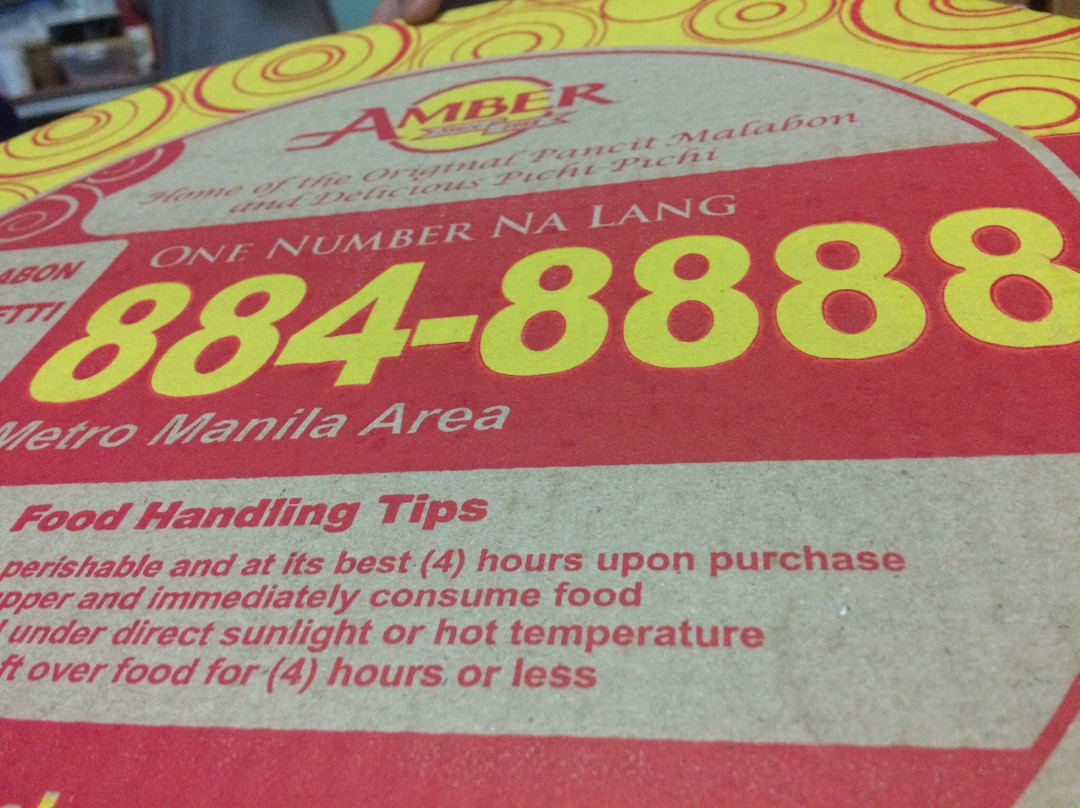 AMBER
Home of the Original Pancit Malabon
and Delicious Pichi Pichi
ONE NUMBER NA LANG
ABON
ETTI
884-8888
Metro Manila Area
Food Handling Tips
perishable and at its best (4) hours upon purchase
pper and immediately consume food
under direct sunlight or hot temperature
ft over food for (4) hours or less